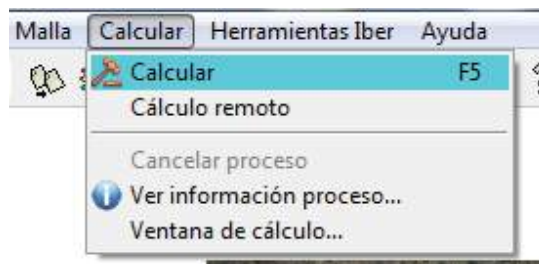 Malla Calcular Herramientas Iber Ayuda
Calcular F5
Cálculo remoto
Cancelar proceso
Ver información proceso...
Ventana de cálculo...